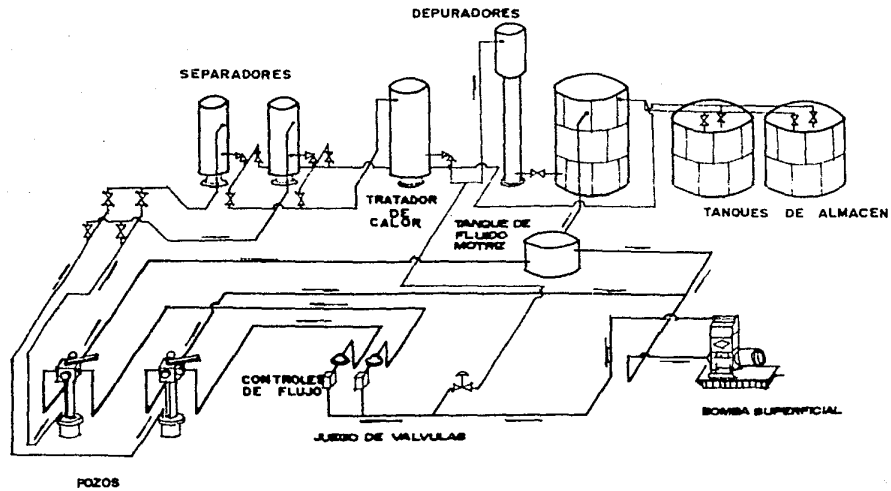 DEPURADORES
SEPARADORES
TRATADOR
DE
CALOR
TANQUE DE
FLUIDO
MOTRIZ
TANQUES DE ALMACEN
CONTROLES
DE FLUJO
JUEGO DE VALVULAS
BOMBA SUPERFICIAL
POZOS